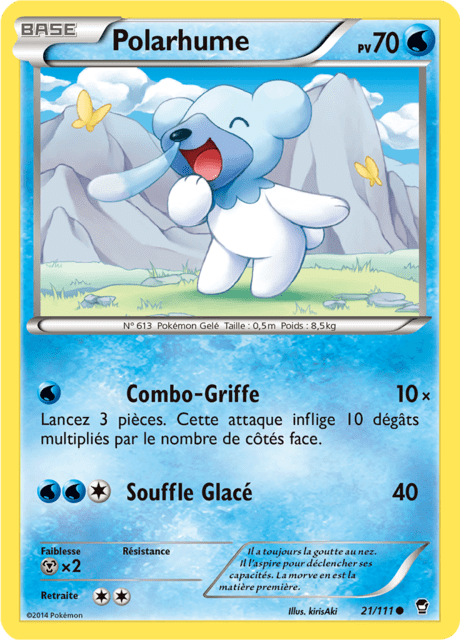 BASE
Polarhume
PV70
N° 613 Pokémon Gelé Taille : 0,5m Poids : 8,5kg
Combo-Griffe 10×
Lancez 3 pièces. Cette attaque inflige 10 dégâts
multipliés par le nombre de côtés face.
Souffle Glacé 40
Faiblesse
×2
Résistance
Retraite
Il a toujours la goutte au nez.
Il l'aspire pour déclencher ses
capacités. La morve en est la
matière première.
©2014 Pokémon
Illus. kirisAki
21/111